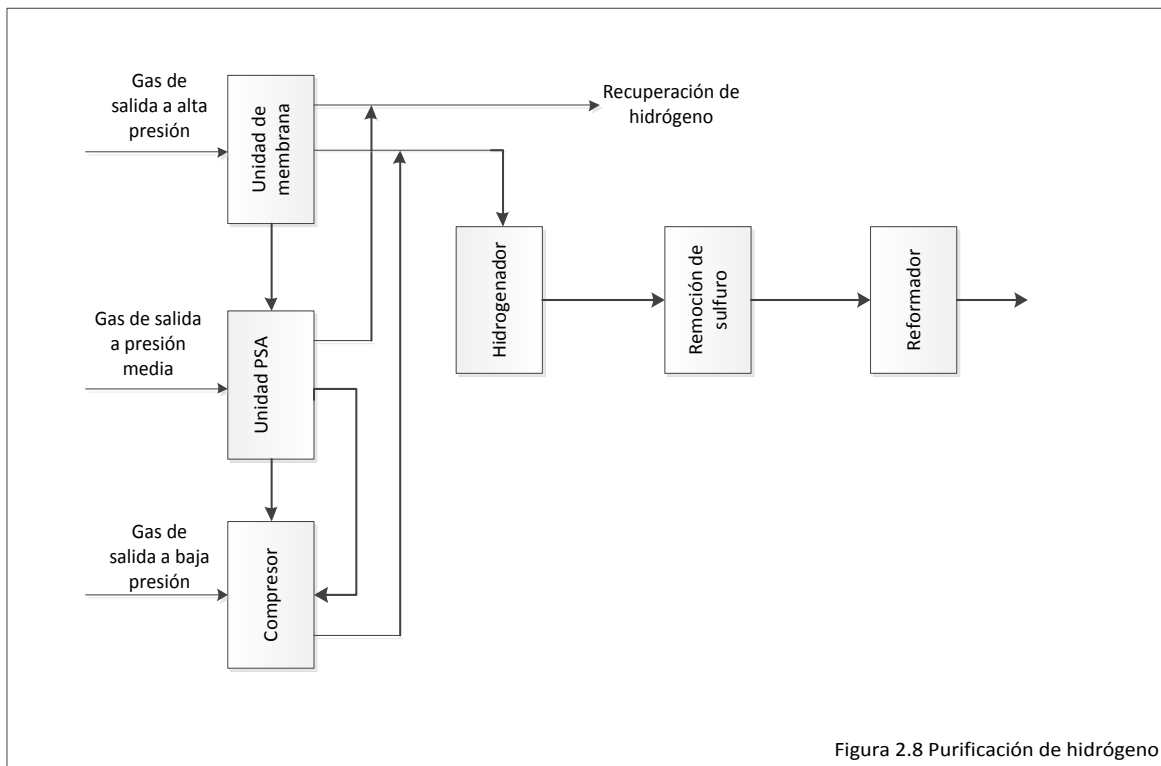 Gas de
salida a alta
presión
Unidad de
membrana
Recuperación de
hidrógeno
Hidrogenador
Remoción de
sulfuro
Reformador
Gas de salida
a presión
media
Unidad PSA
Gas de
salida a baja
presión
Compresor
Figura 2.8 Purificación de hidrógeno